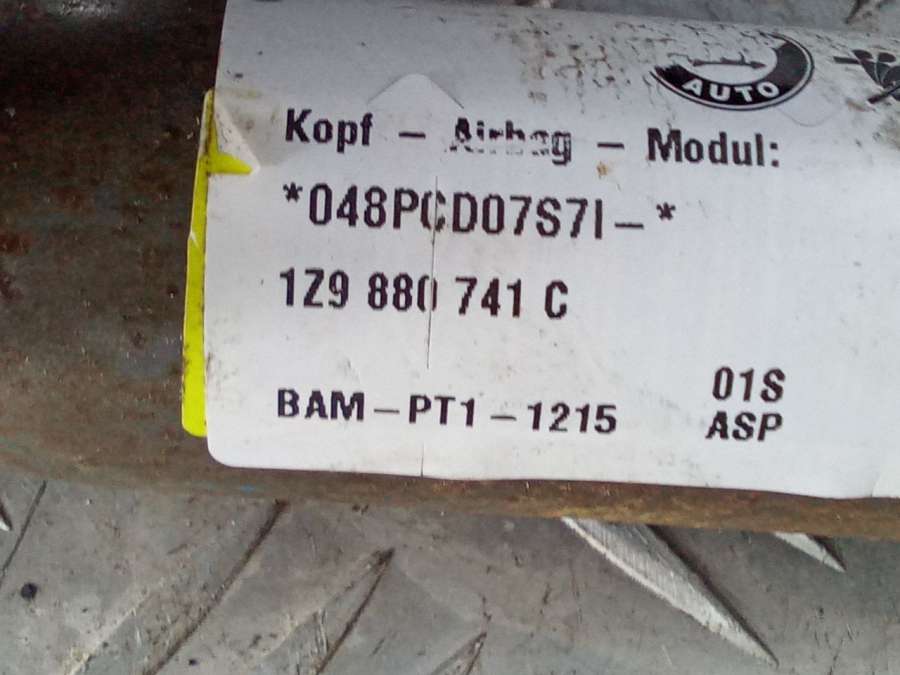 AUTO
Kopf - Airbag - Modul:
*048PCD07S7I-*
1Z9 880 741 C
01S
BAM-PT1-1215
ASP